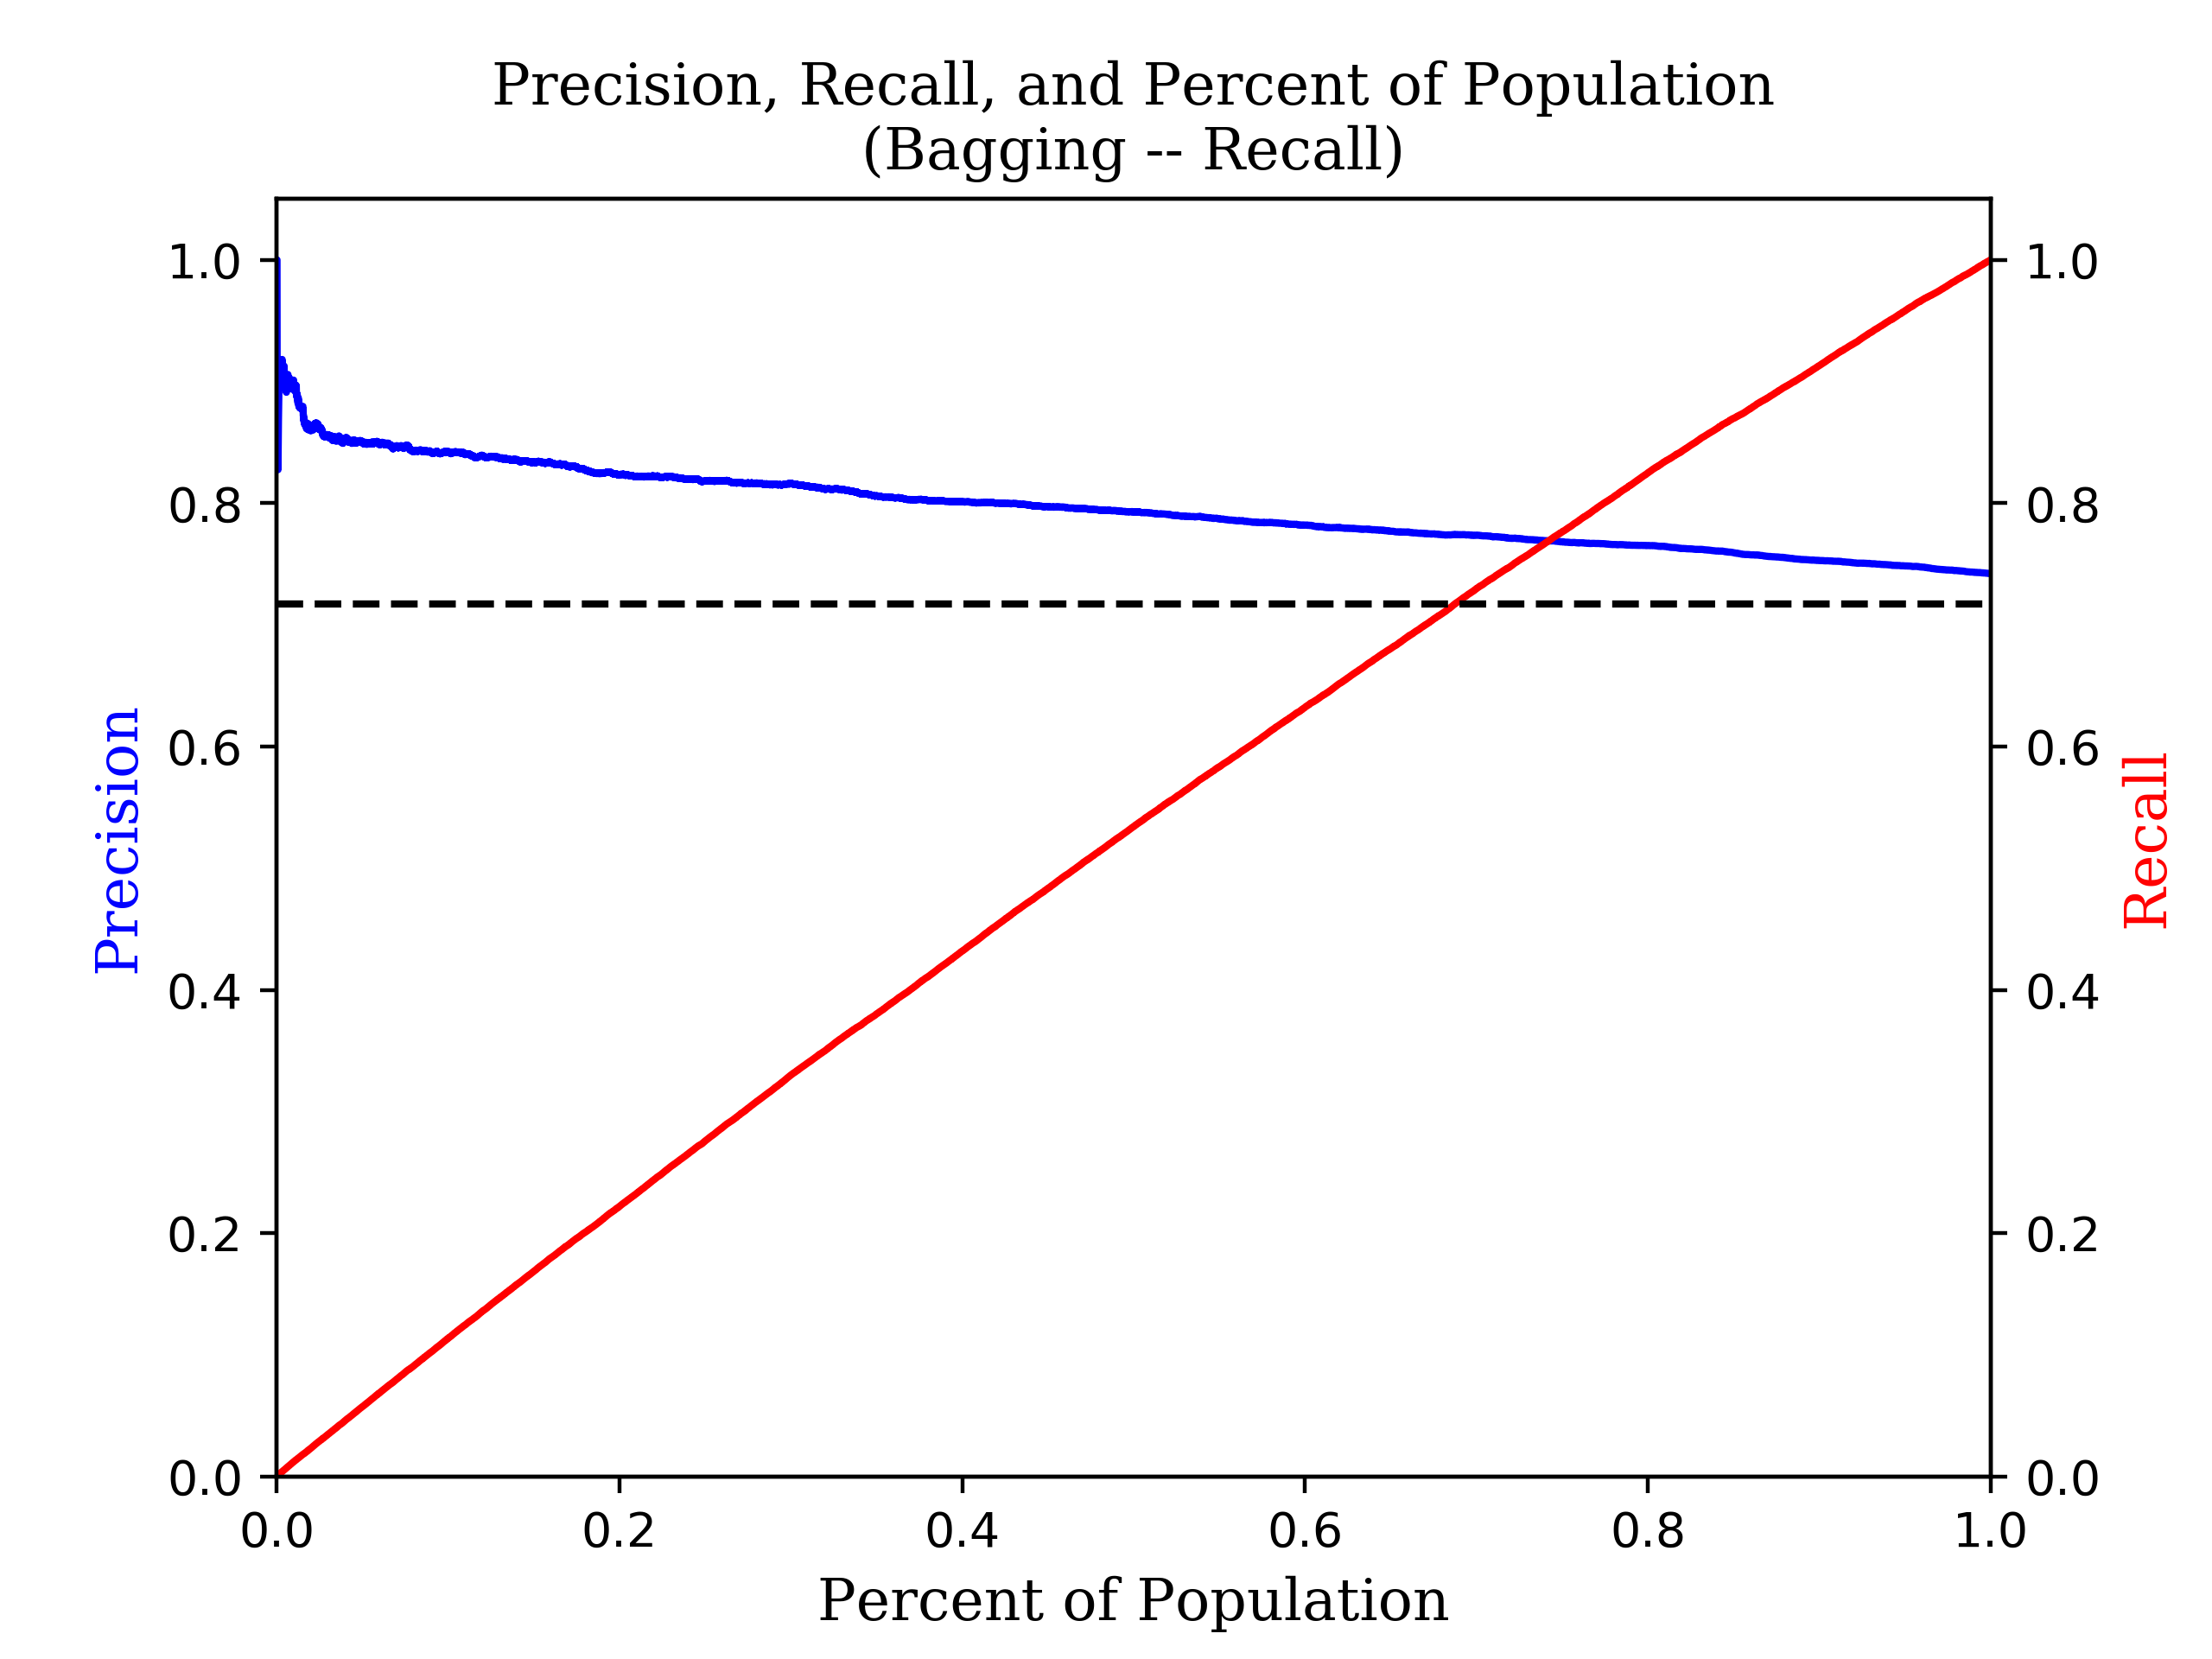 Precision, Recall, and Percent of Population
(Bagging -- Recall)
1.0
0.8
0.6
0.4
0.2
0.0
Precision
1.0
0.8
0.6
0.4
0.2
0.0
Recall
0.0 0.2 0.4 0.6 0.8 1.0
Percent of Population